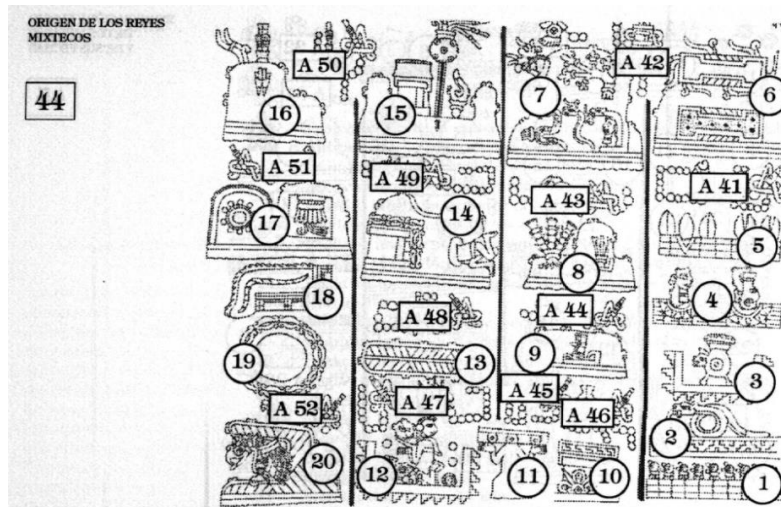 ORIGEN DE LOS REYES
MIXTECOS
44
A 50
A 42
16
15
7
6
A 51
A 49
A 43
A 41
17
14
8
5
18
A 48
A 44
4
19
13
9
3
A 52
A 47
A 45
A 46
2
20
12
11
10
1